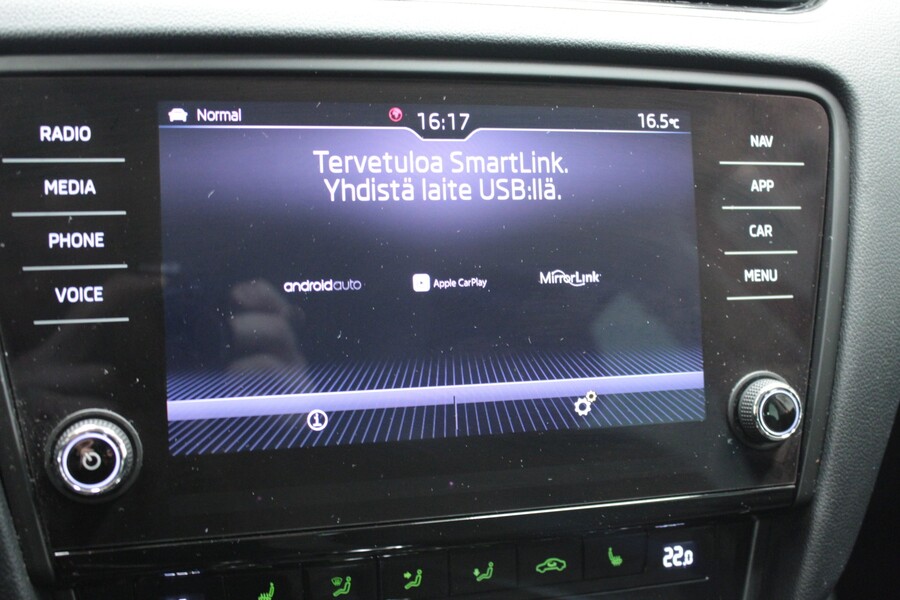 Normal
16:17
16.5°C
Tervetuloa SmartLink.
Yhdistä laite USB:llä.
androidauto
Apple CarPlay
MirrorLink
RADIO
MEDIA
PHONE
VOICE
NAV
APP
CAR
MENU
22.0